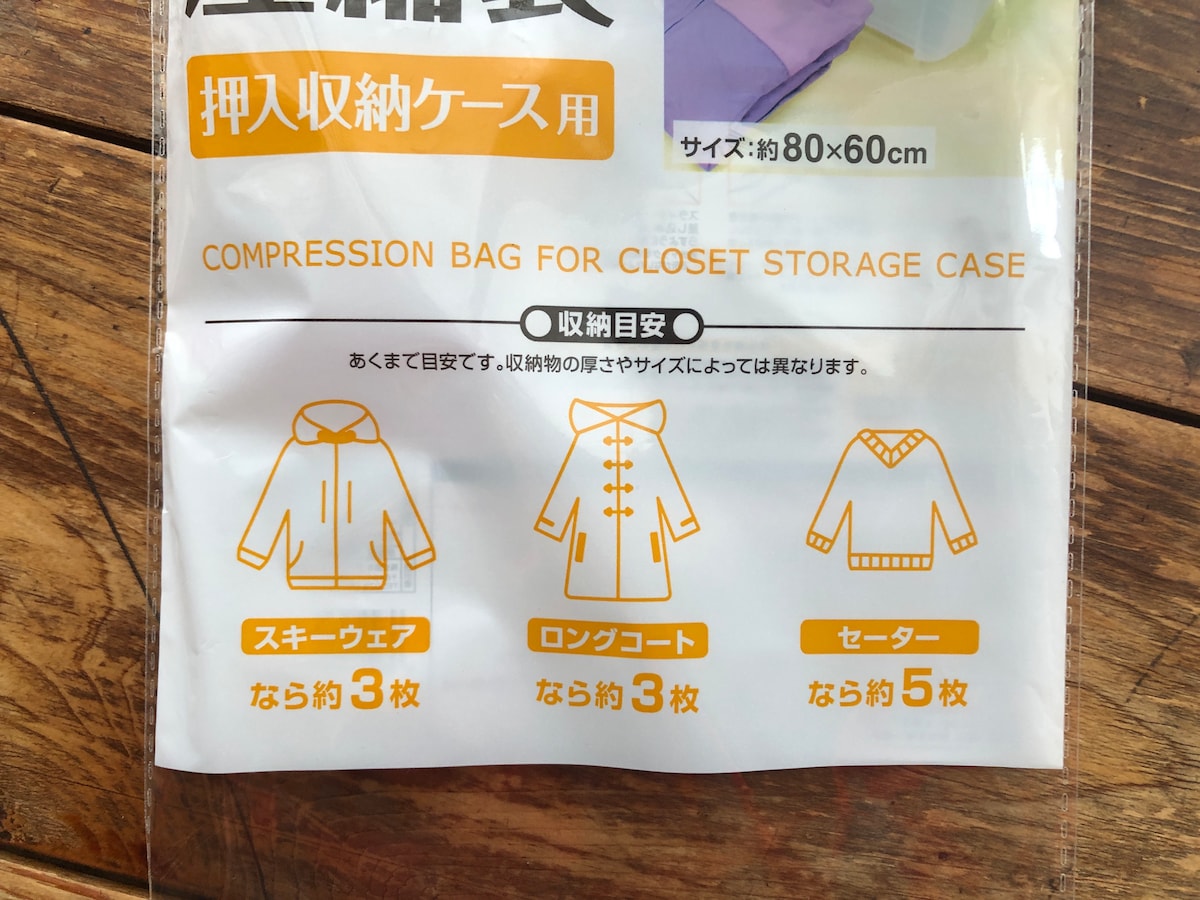 圧縮袋
押入収納ケース用
サイズ:約80×60cm
COMPRESSION BAG FOR CLOSET STORAGE CASE
収納目安
あくまで目安です。収納物の厚さやサイズによっては異なります。
スキーウェア
なら約3枚
ロングコート
なら約3枚
セーター
なら約5枚